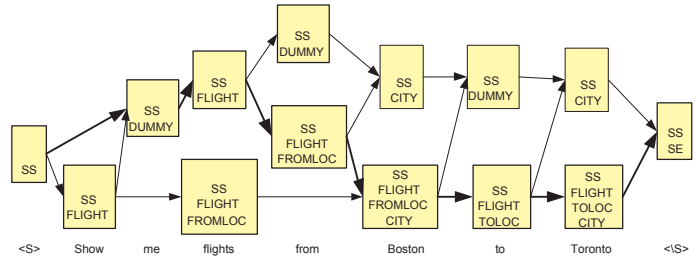 SS
SS
FLIGHT
SS
DUMMY
SS
FLIGHT
SS
FLIGHT
FROMLOC
SS
DUMMY
SS
FLIGHT
FROMLOC
SS
CITY
SS
FLIGHT
FROMLOC
CITY
SS
DUMMY
SS
FLIGHT
TOLOC
SS
CITY
SS
FLIGHT
TOLOC
CITY
SS
SE
<S> Show me flights from Boston to Toronto <\S>